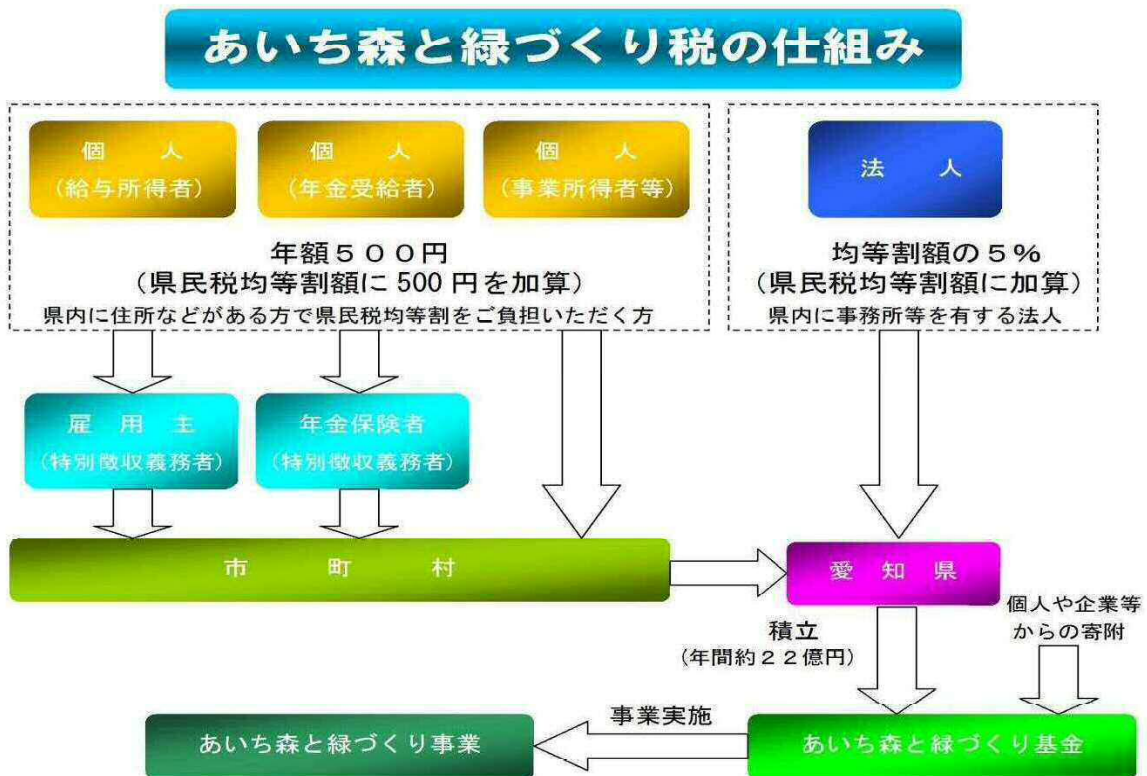 あいち森と緑づくり税の仕組み
個　人
（給与所得者）
個　人
（年金受給者）
個　人
（事業所得者等）
年額５００円
（県民税均等割額に500円を加算）
県内に住所などがある方で県民税均等割をご負担いただく方
法　人
均等割額の５％
（県民税均等割額に加算）
県内に事務所等を有する法人
雇　用　主
（特別徴収義務者）
年金保険者
（特別徴収義務者）
市　町　村
愛　知　県
積立
（年間約２２億円）
個人や企業等
からの寄附
事業実施
あいち森と緑づくり事業
あいち森と緑づくり基金